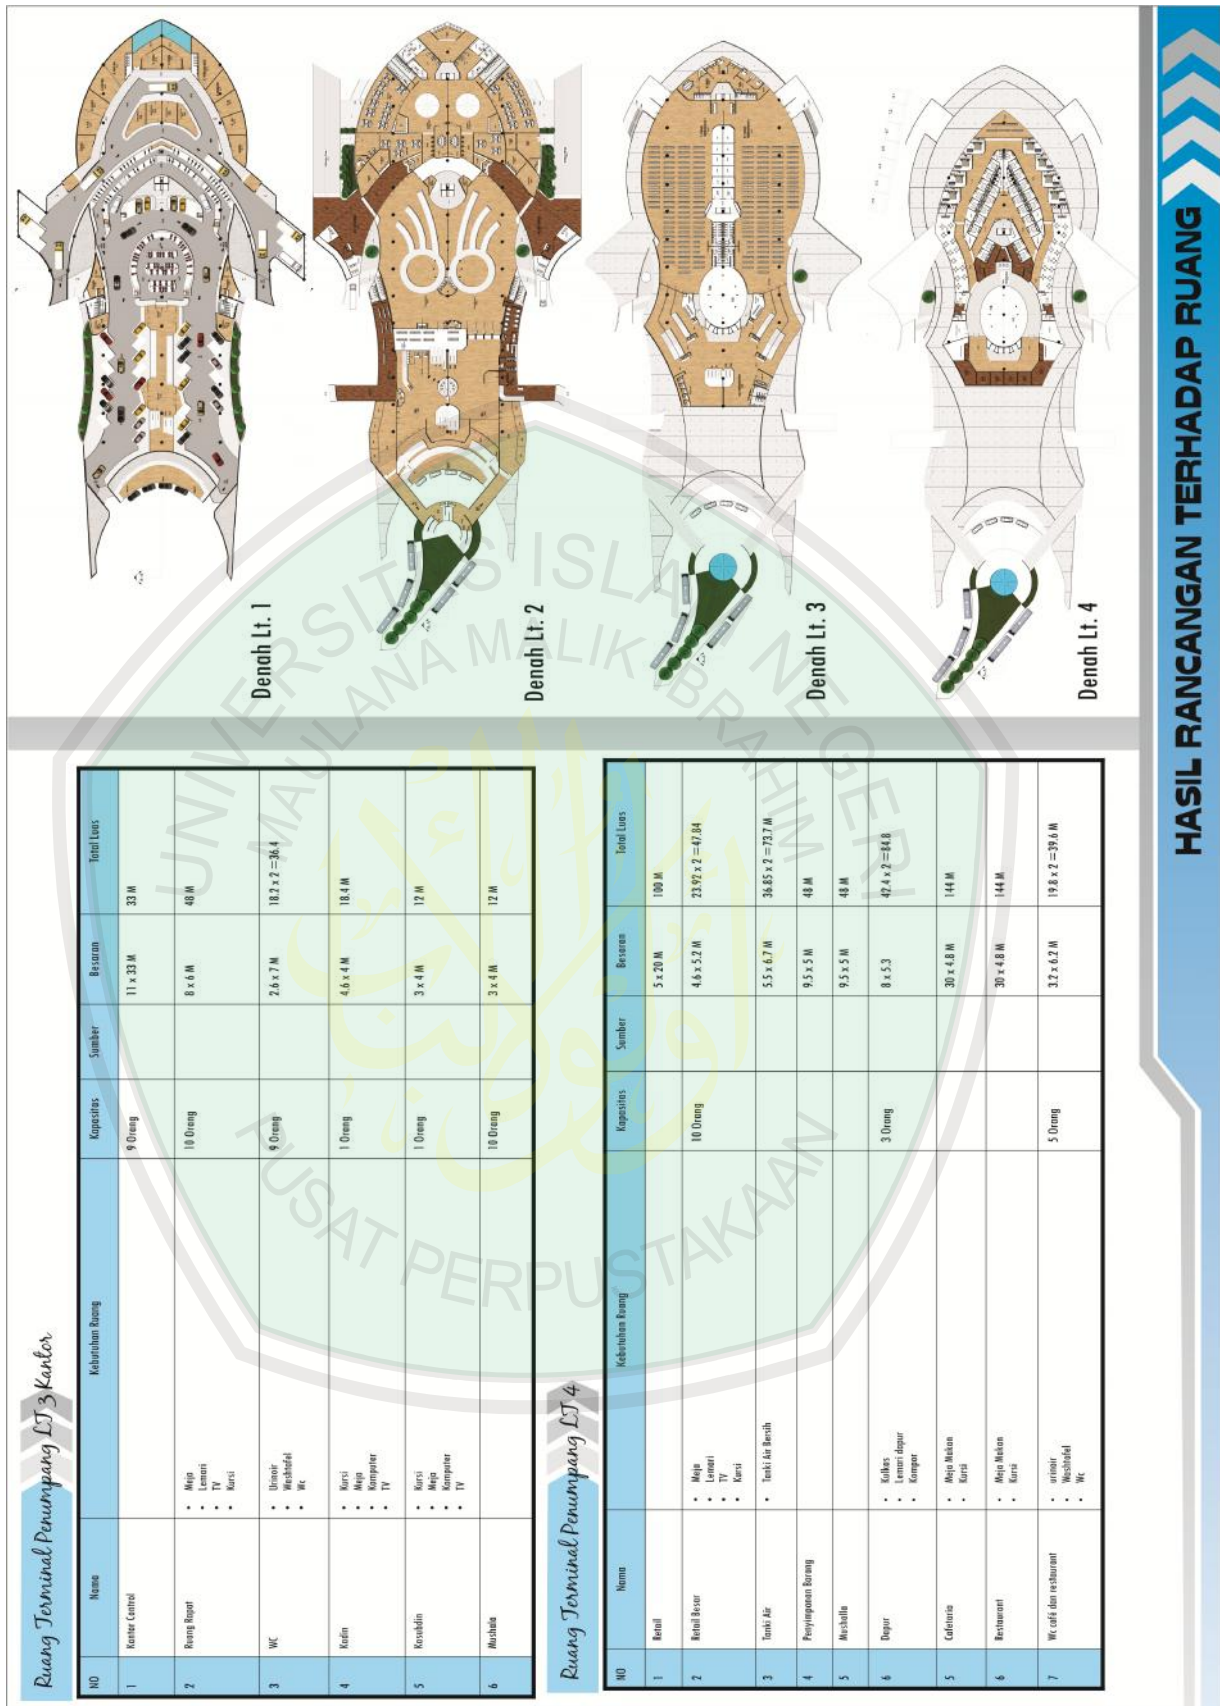 HASIL RANCANGAN TERHADAP RUANG
Ruang Terminal Penumpang LT 3 Kantor
NO Nama Kebutuhan Ruang Kapasitas Sumber Besaran Total Luas
1 Kantor Control 9 Orang 11 x 33 M 33 M
2 Ruang Rapat • Meja 10 Orang 8 x 6 M 48 M
• Lemari
• TV
• Kursi
3 WC • Urinoir 9 Orang 2.6 x 7 M 18.2 x 2 = 36.4
• Washtafel
• Wc
4 Kadin • Kursi 1 Orang 4.6 x 4 M 18.4 M
• Meja
• Komputer
• TV
5 Kasubdin • Kursi 1 Orang 3 x 4 M 12 M
• Meja
• Komputer
• TV
6 Mushala 10 Orang 3 x 4 M 12 M
Ruang Terminal Penumpang LT 4
NO Nama Kebutuhan Ruang Kapasitas Sumber Besaran Total Luas
1 Retail 5 x 20 M 100 M
2 Retail Besar • Meja 10 Orang 4.6 x 5.2 M 23.92 x 2 = 47.84
• Lemari
• TV
• Kursi
3 Tanki Air • Tanki Air Bersih 5.5 x 6.7 M 36.85 x 2 = 73.7 M
4 Penyimpanan Barang 9.5 x 5 M 48 M
5 Musholla 9.5 x 5 M 48 M
6 Dapur • Kulkas 3 Orang 8 x 5.3 42.4 x 2 = 84.8
• Lemari dapur
• Kompor
5 Cafetaria • Meja Makan 30 x 4.8 M 144 M
• Kursi
6 Restaurant • Meja Makan 30 x 4.8 M 144 M
• Kursi
7 Wc café dan restaurant • urinoir 5 Orang 3.2 x 6.2 M 19.8 x 2 = 39.6 M
• Washtafel
• Wc
Denah Lt. 1
Denah Lt. 2
Denah Lt. 3
Denah Lt. 4
UNIVERSITAS ISLAM NEGERI
MAULANA MALIK IBRAHIM
PUSAT PERPUSTAKAAN